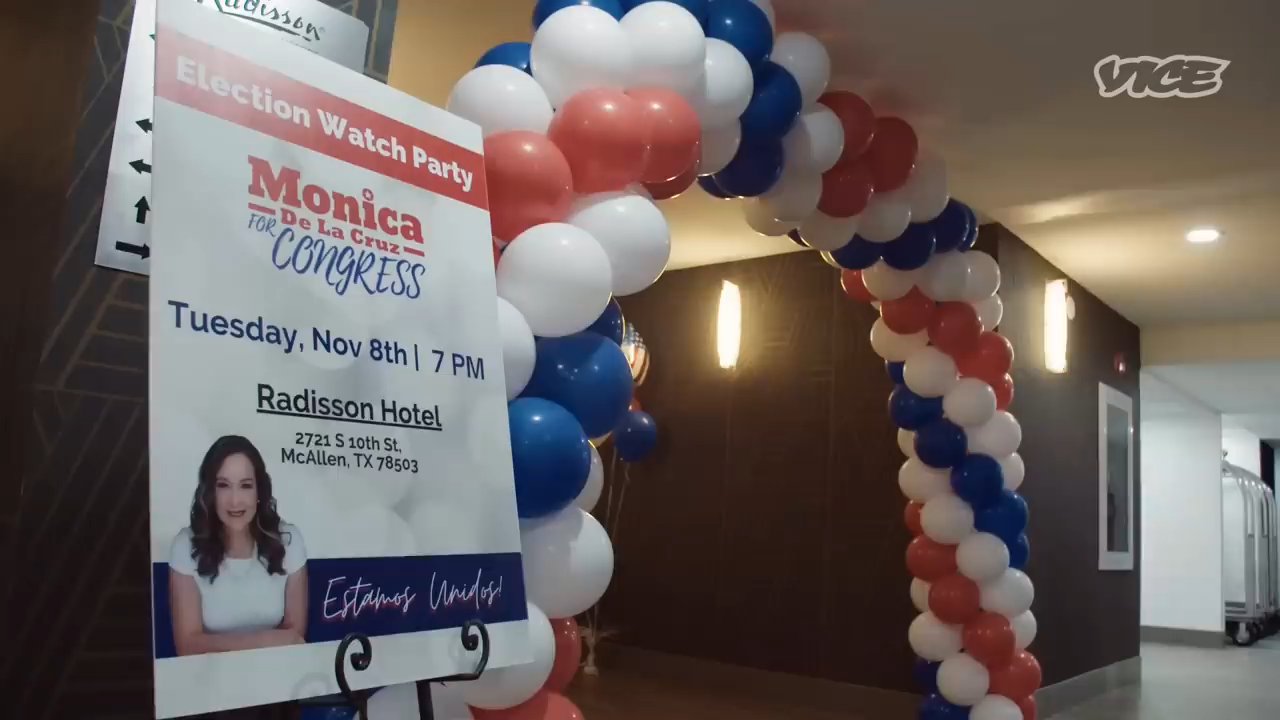 Radisson
VICE
Election Watch Party
Monica
De La Cruz
FOR
CONGRESS
Tuesday, Nov 8th | 7 PM
Radisson Hotel
2721 S 10th St,
McAllen, TX 78503
Estamos Unidos!